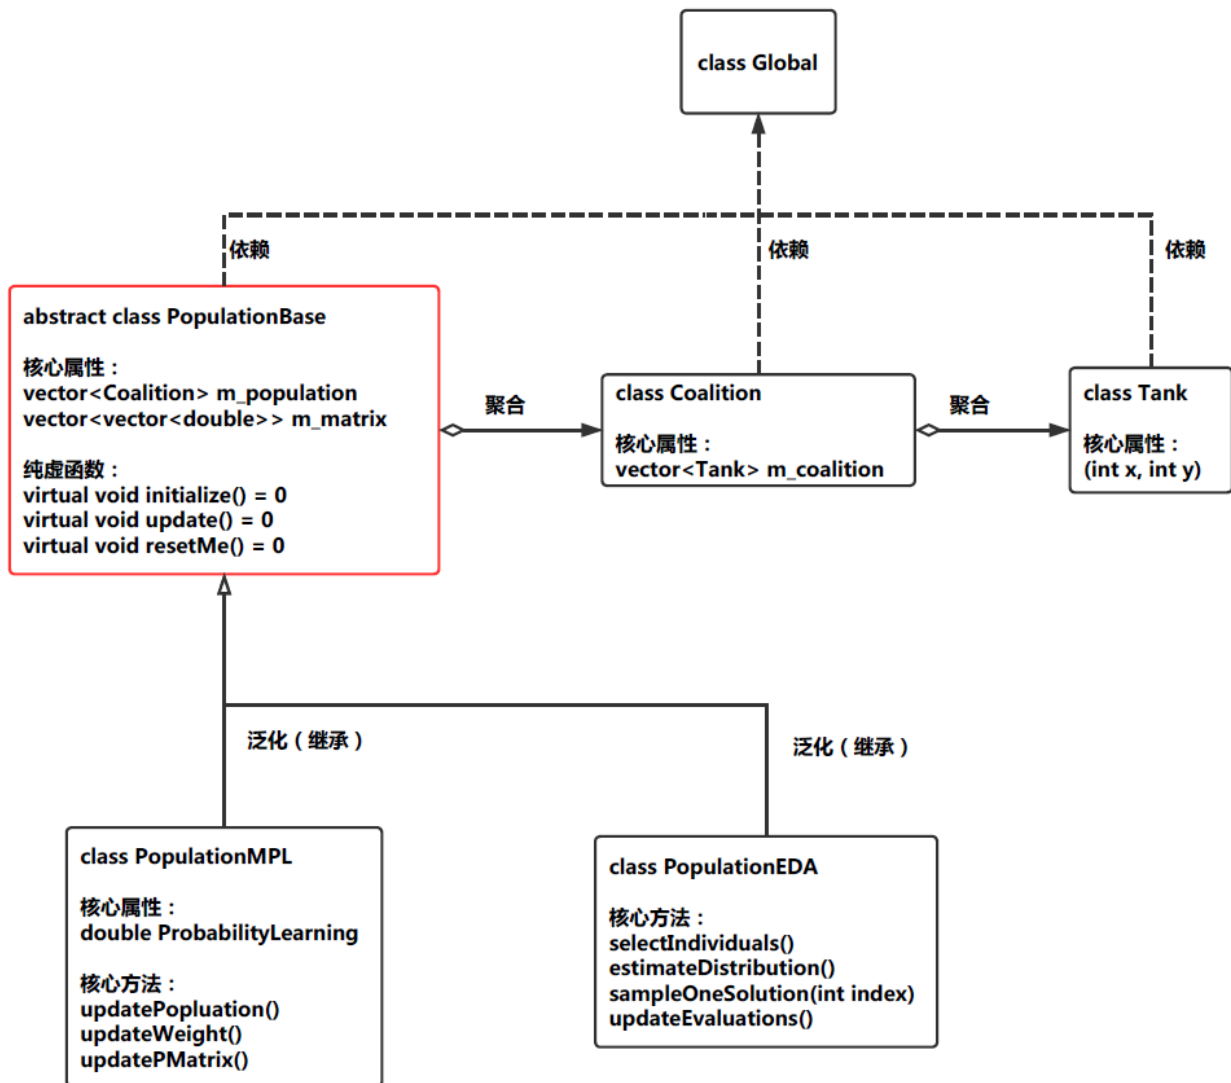 class Global
依赖
依赖
依赖
abstract class PopulationBase
核心属性：
vector<Coalition> m_population
vector<vector<double>> m_matrix
纯虚函数：
virtual void initialize() = 0
virtual void update() = 0
virtual void resetMe() = 0
聚合
class Coalition
核心属性：
vector<Tank> m_coalition
聚合
class Tank
核心属性：
(int x, int y)
泛化（继承）
泛化（继承）
class PopulationMPL
核心属性：
double ProbabilityLearning
核心方法：
updatePopluation()
updateWeight()
updatePMatrix()
class PopulationEDA
核心方法：
selectIndividuals()
estimateDistribution()
sampleOneSolution(int index)
updateEvaluations()